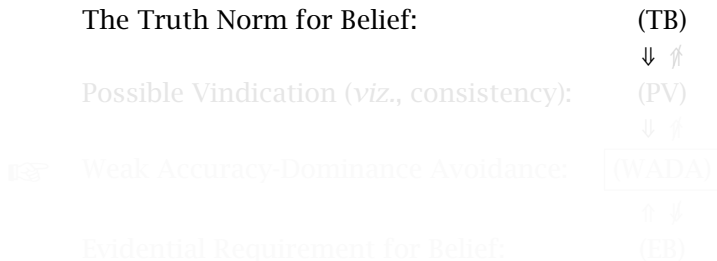 The Truth Norm for Belief: (TB)
⇓ ⇑̸
Possible Vindication (viz., consistency): (PV)
⇓ ⇑̸
☞ Weak Accuracy-Dominance Avoidance: (WADA)
⇑ ⇓̸
Evidential Requirement for Belief: (EB)